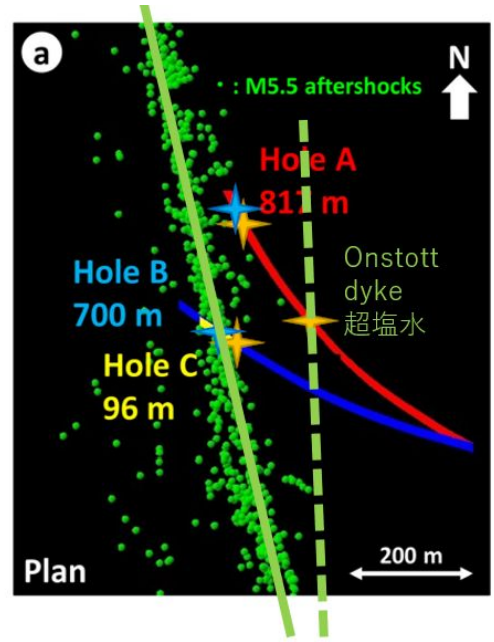 a
N
・: M5.5 aftershocks
Hole A
817 m
Hole B
700 m
Onstott
dyke
超塩水
Hole C
96 m
Plan
200 m